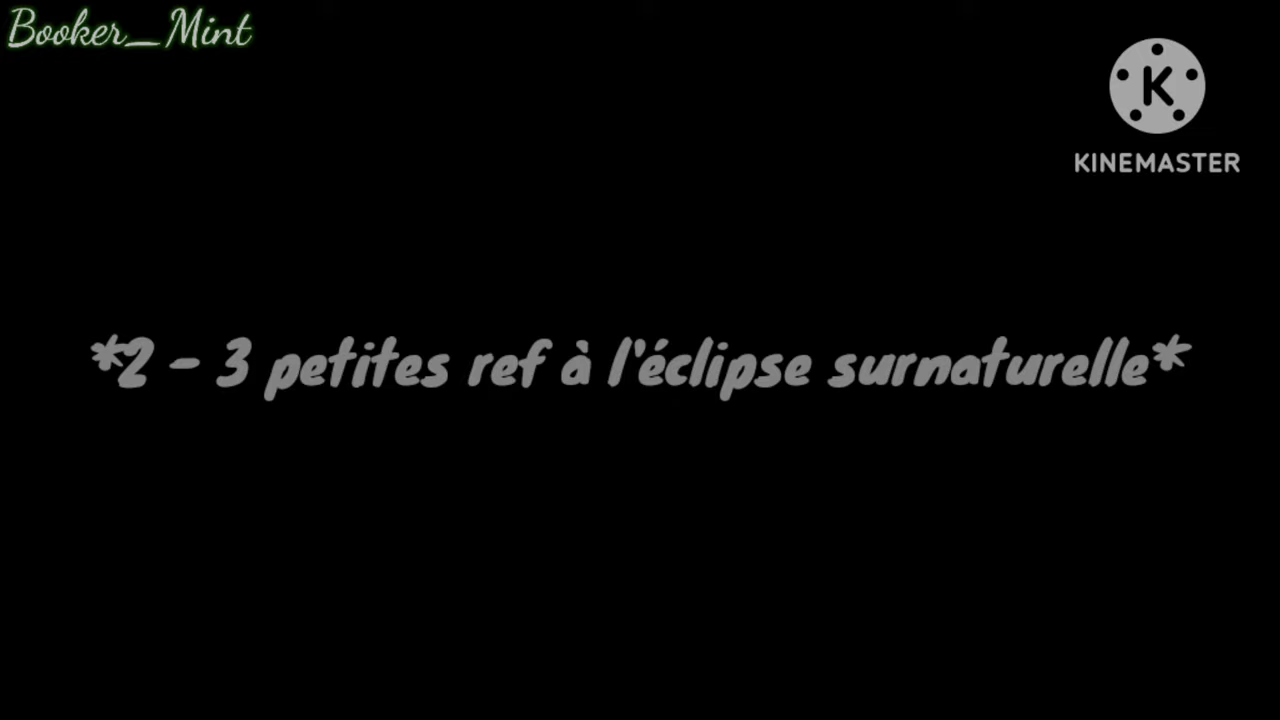 Booker_Mint
K
KINEMASTER
*2 - 3 petites ref à l'éclipse surnaturelle*